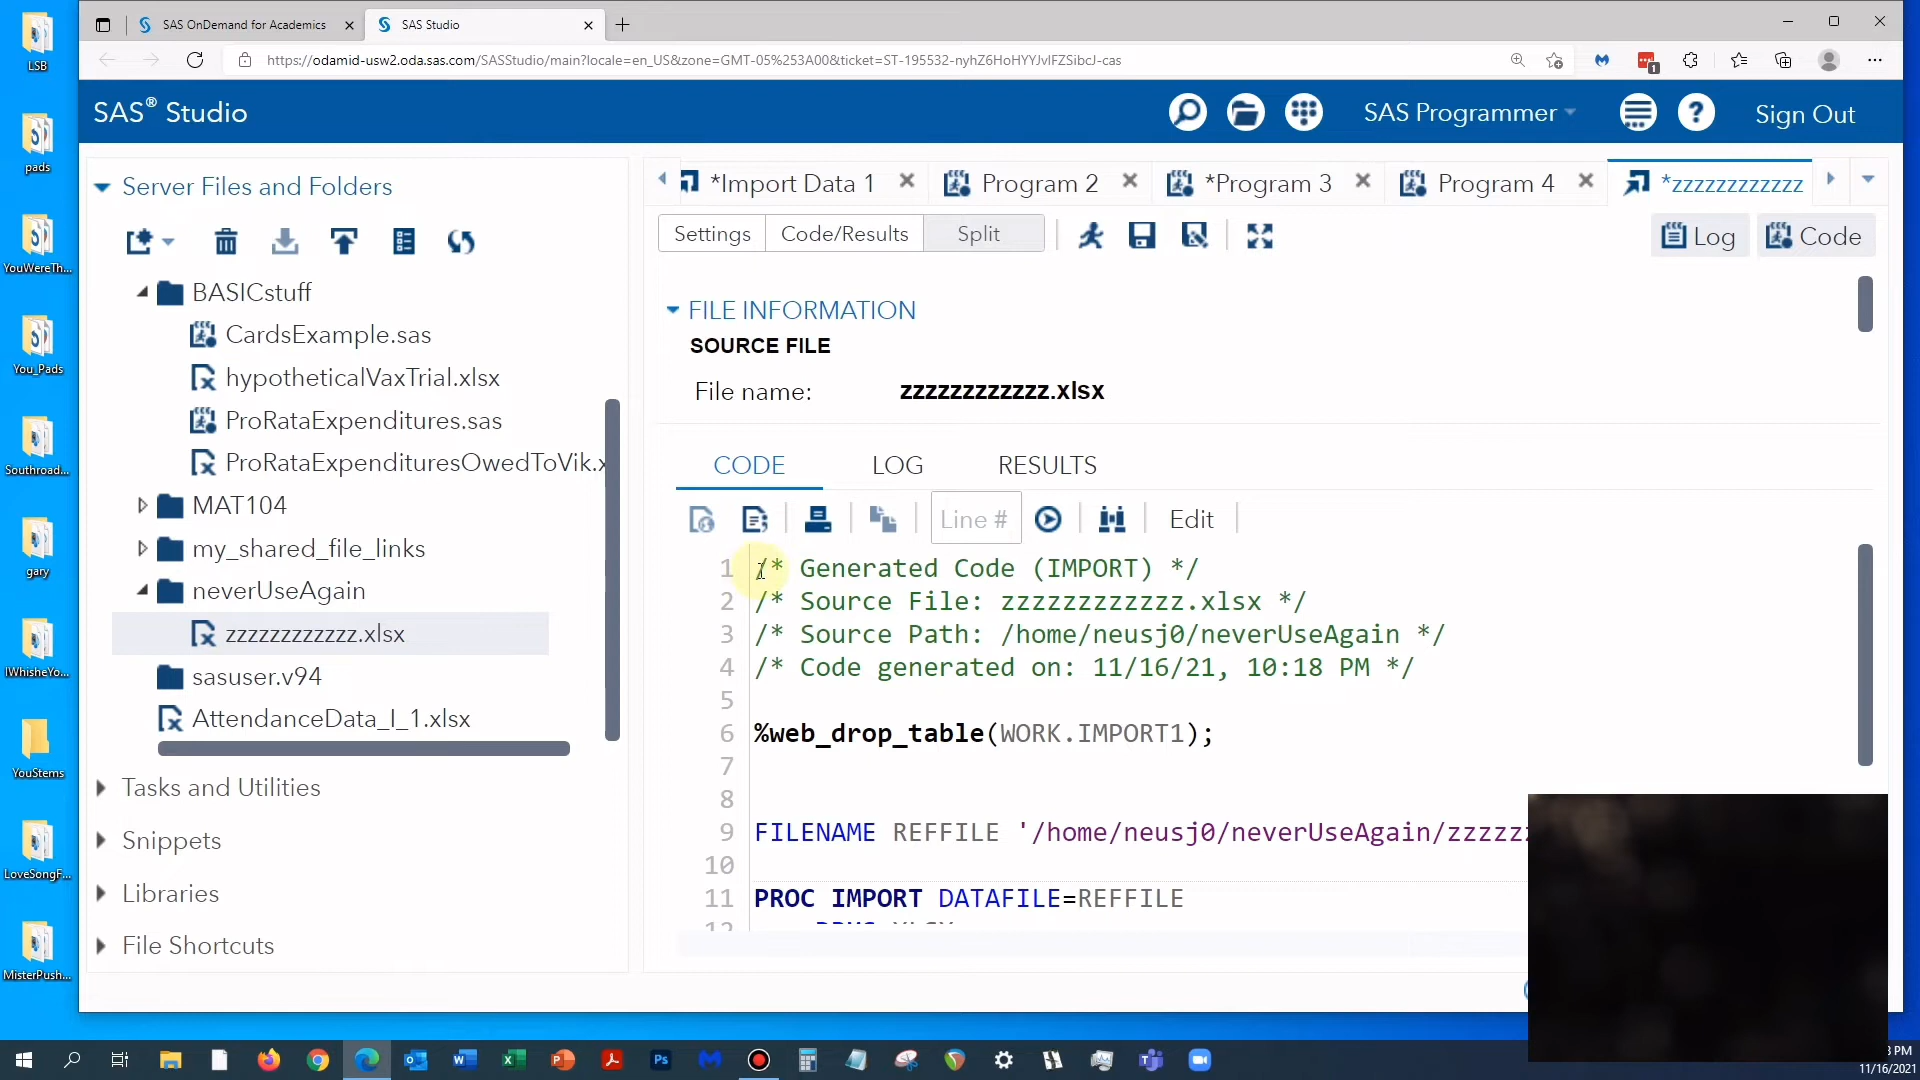 LSB
pads
YouWereTh...
You_Pads
Southroad...
gary
IWhisheYo...
YouStems
LoveSongF...
MisterPush...
SAS OnDemand for Academics
SAS Studio
https://odamid-usw2.oda.sas.com/SASStudio/main?locale=en_US&zone=GMT-05%253A00&ticket=ST-195532-nyhZ6HoHYYJvlFZSibcJ-cas
1
SAS® Studio
SAS Programmer
?
Sign Out
Server Files and Folders
BASICstuff
CardsExample.sas
hypotheticalVaxTrial.xlsx
ProRataExpenditures.sas
ProRataExpendituresOwedToVik.x
MAT104
my_shared_file_links
neverUseAgain
zzzzzzzzzzzz.xlsx
sasuser.v94
AttendanceData_I_1.xlsx
Tasks and Utilities
Snippets
Libraries
File Shortcuts
*Import Data 1
Program 2
*Program 3
Program 4
*zzzzzzzzzzzz
Settings
Code/Results
Split
Log
Code
FILE INFORMATION
SOURCE FILE
File name: zzzzzzzzzzzz.xlsx
CODE
LOG
RESULTS
Line #
Edit
1 /* Generated Code (IMPORT) */
2 /* Source File: zzzzzzzzzzzz.xlsx */
3 /* Source Path: /home/neusj0/neverUseAgain */
4 /* Code generated on: 11/16/21, 10:18 PM */
5
6 %web_drop_table(WORK.IMPORT1);
7
8
9 FILENAME REFFILE '/home/neusj0/neverUseAgain/zzzzz
10
11 PROC IMPORT DATAFILE=REFFILE
PM
11/16/2021